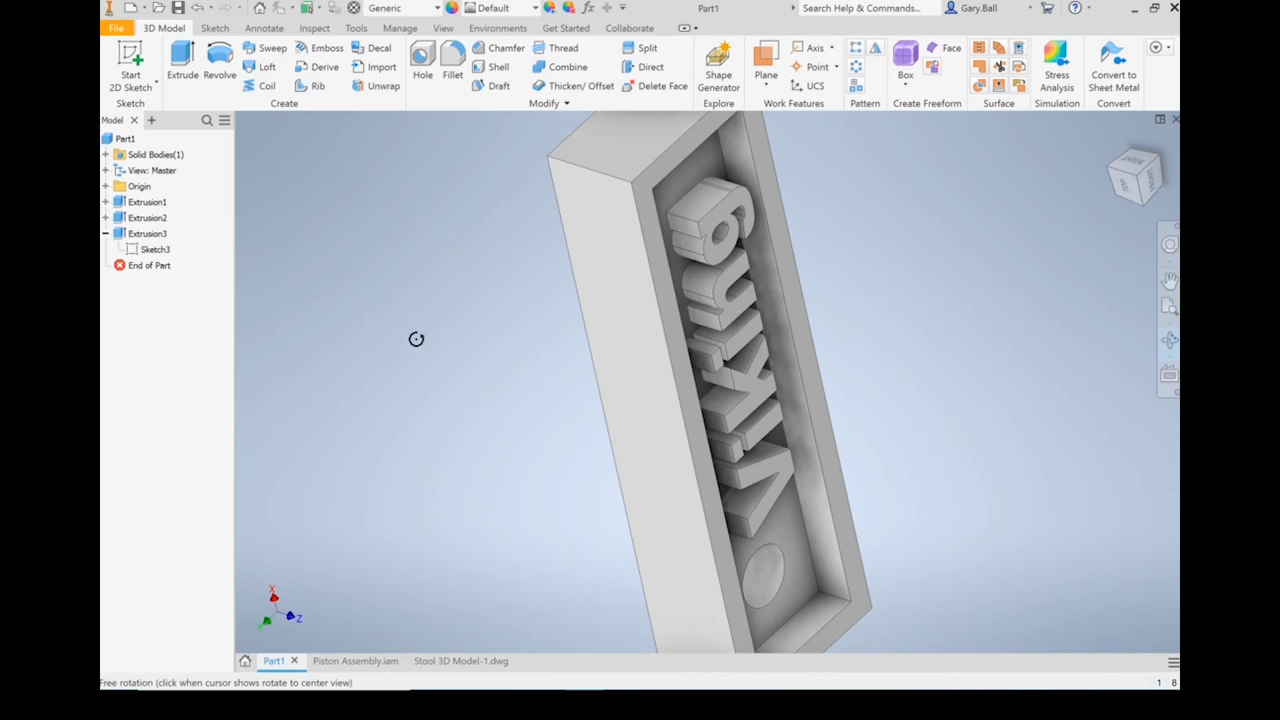 Generic
Default
Part1
Search Help & Commands...
Gary.Ball
File
3D Model
Sketch
Annotate
Inspect
Tools
Manage
View
Environments
Get Started
Collaborate
Start
2D Sketch
Extrude
Revolve
Sweep
Emboss
Decal
Loft
Derive
Import
Coil
Rib
Unwrap
Hole
Fillet
Chamfer
Thread
Split
Shell
Combine
Direct
Draft
Thicken/ Offset
Delete Face
Shape
Generator
Plane
Axis
Point
UCS
Box
Face
Stress
Analysis
Convert to
Sheet Metal
Sketch
Create
Modify
Explore
Work Features
Pattern
Create Freeform
Surface
Simulation
Convert
Model
Part1
Solid Bodies(1)
View: Master
Origin
Extrusion1
Extrusion2
Extrusion3
Sketch3
End of Part
Viking
X
Z
Part1
Piston Assembly.iam
Stool 3D Model-1.dwg
Free rotation (click when cursor shows rotate to center view)
1 8